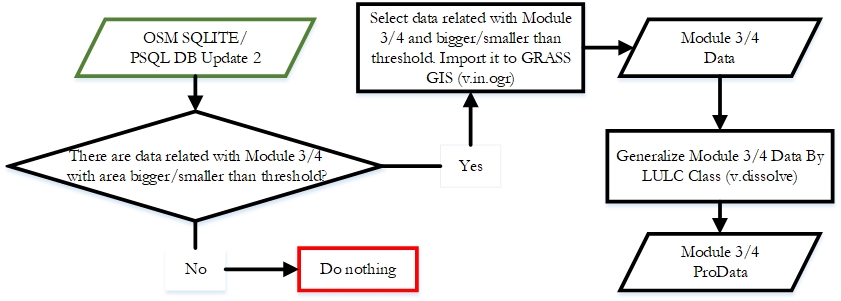 OSM SQLITE/
PSQL DB Update 2
There are data related with Module 3/4
with area bigger/smaller than threshold?
No
Do nothing
Yes
Select data related with Module
3/4 and bigger/smaller than
threshold. Import it to GRASS
GIS (v.in.ogr)
Module 3/4
Data
Generalize Module 3/4 Data By
LULC Class (v.dissolve)
Module 3/4
ProData